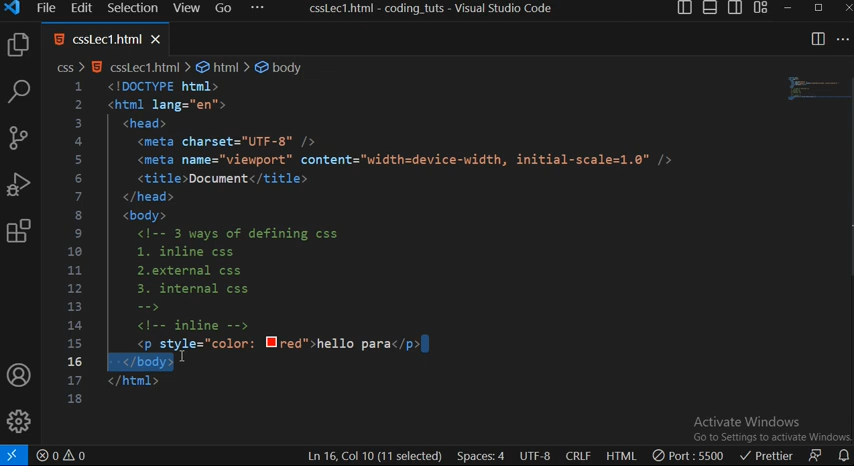 File Edit Selection View Go ··· cssLec1.html - coding_tuts - Visual Studio Code
cssLec1.html
css > cssLec1.html > html > body
1 <!DOCTYPE html>
2 <html lang="en">
3 <head>
4 <meta charset="UTF-8" />
5 <meta name="viewport" content="width=device-width, initial-scale=1.0" />
6 <title>Document</title>
7 </head>
8 <body>
9 <!-- 3 ways of defining css
10 1. inline css
11 2.external css
12 3. internal css
13 -->
14 <!-- inline -->
15 <p style="color: red">hello para</p>
16 </body>
17 </html>
18
Activate Windows
Go to Settings to activate Windows.
0 0 Ln 16, Col 10 (11 selected) Spaces: 4 UTF-8 CRLF HTML Port : 5500 Prettier